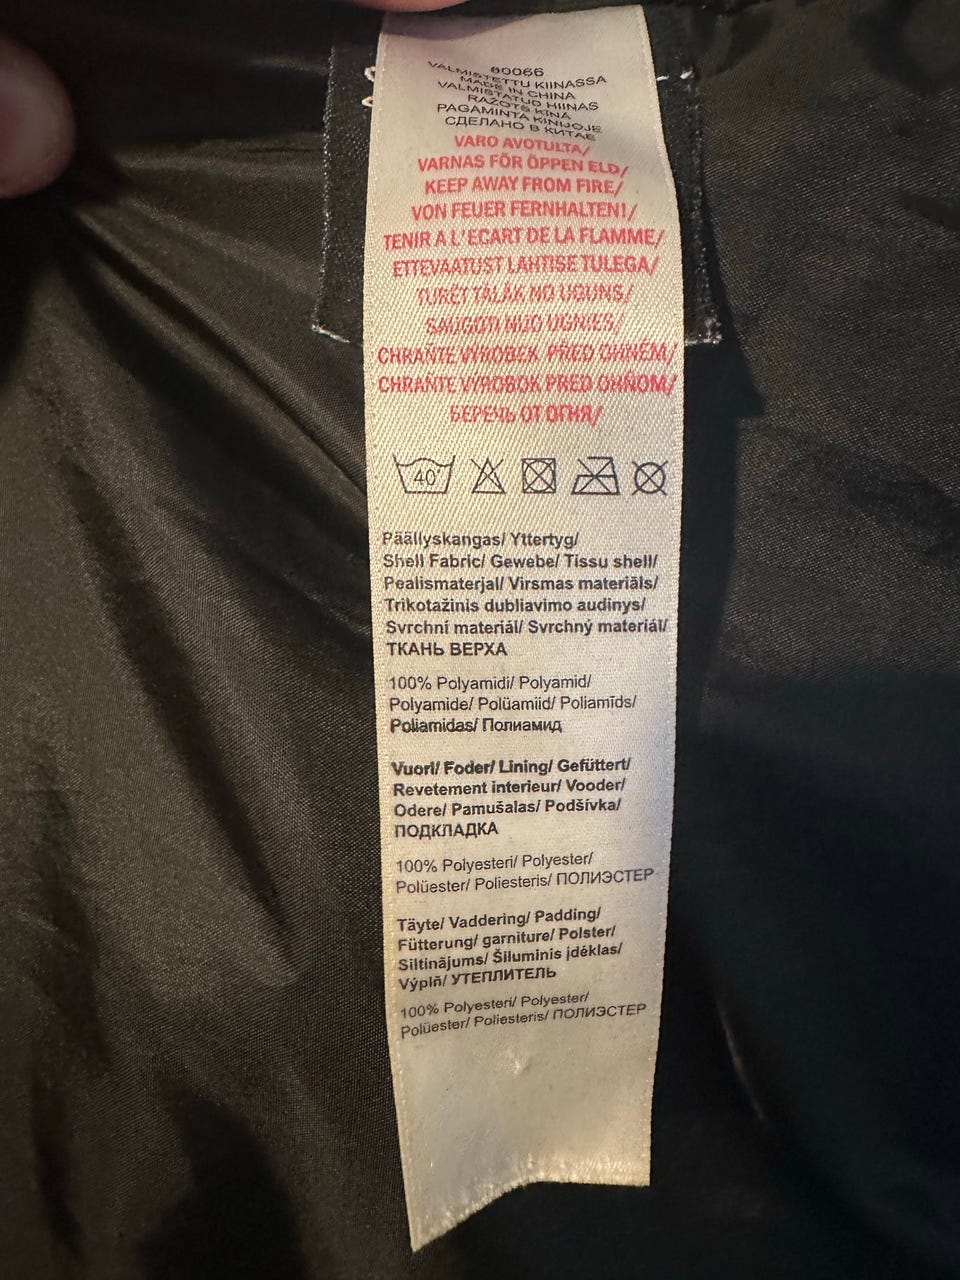 60066
VALMISTETTU KIINASSA
MADE IN CHINA
VALMISTATUD HIINAS
RAŽOTS ĶĪNĀ
PAGAMINTA KINIJOJE
СДЕЛАНО В КИТАЕ
VARO AVOTULTA/
VARNAS FÖR ÖPPEN ELD/
KEEP AWAY FROM FIRE/
VON FEUER FERNHALTEN!/
TENIR A L'ECART DE LA FLAMME/
ETTEVAATUST LAHTISE TULEGA/
TURĒT TĀLĀK NO UGUNS/
SAUGOTI NUO UGNIES/
CHRAŇTE VÝROBEK PŘED OHNĚM/
CHRAŇTE VÝROBOK PRED OHŇOM/
БЕРЕЧЬ ОТ ОГНЯ/
40°
Päällyskangas/ Yttertyg/
Shell Fabric/ Gewebe/ Tissu shell/
Pealismaterjal/ Virsmas materiāls/
Trikotažinis dubliavimo audinys/
Svrchní materiál/ Svrchný materiál/
ТКАНЬ ВЕРХА
100% Polyamidi/ Polyamid/
Polyamide/ Polüamiid/ Poliamīds/
Poliamidas/ Полиамид
Vuori/ Foder/ Lining/ Gefüttert/
Revetement interieur/ Vooder/
Odere/ Pamušalas/ Podšívka/
ПОДКЛАДКА
100% Polyesteri/ Polyester/
Polüester/ Poliesteris/ ПОЛИЭСТЕР
Täyte/ Vaddering/ Padding/
Fütterung/ garniture/ Polster/
Siltinājums/ Šiluminis įdėklas/
Výplň/ УТЕПЛИТЕЛЬ
100% Polyesteri/ Polyester/
Polüester/ Poliesteris/ ПОЛИЭСТЕР